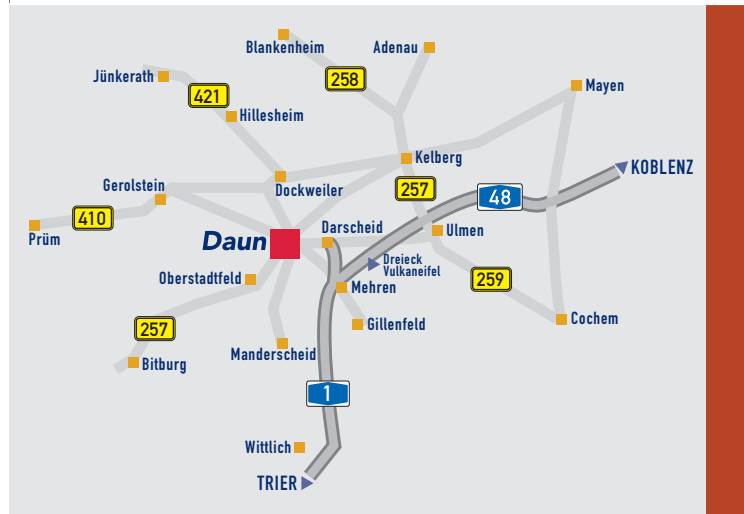 Blankenheim
Adenau
Jünkerath
258
Mayen
421
Hillesheim
Kelberg
KOBLENZ
Gerolstein
Dockweiler
257
48
410
Prüm
Darscheid
Ulmen
Daun
Dreieck
Vulkaneifel
Oberstadtfeld
259
Mehren
Cochem
Gillenfeld
257
Manderscheid
Bitburg
1
Wittlich
TRIER